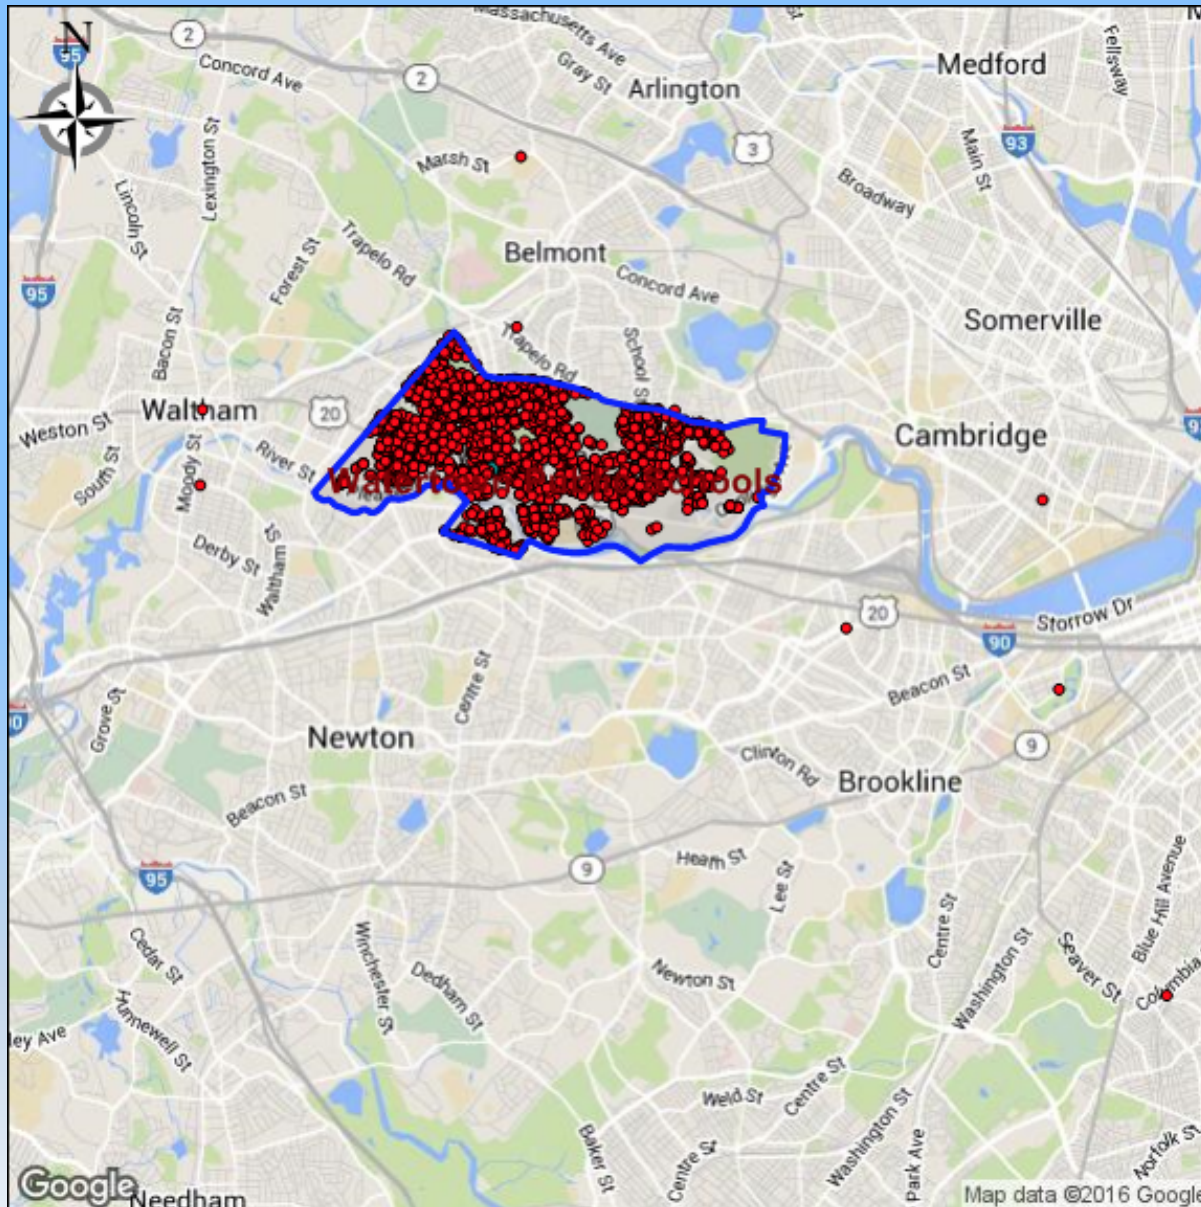 N
95
2
Massachusetts Ave
Concord Ave
2
Gray St
Arlington
Medford
Fellsway
3
93
Main St
Marsh St
Broadway
Lexington St
Lincoln St
Forest St
Trapelo Rd
Belmont
Concord Ave
95
Somerville
Bacon St
Trapelo Rd
School St
Waltham
20
Weston St
South St
Moody St
River St
Cambridge
Schools
Derby St
Waltham St
20
90
Storrow Dr
Centre St
Beacon St
Grove St
Newton
9
Clinton Rd
Brookline
Beacon St
Heath St
9
Lee St
95
Blue Hill Avenue
Centre St
Winchester St
Cedar St
Dedham St
Newton St
Washington St
Seaver St
Columbia
Hunnewell St
ley Ave
Weld St
Centre St
Washington St
Park Ave
Baker St
Centre St
Norfolk St
Google
Needham
Map data ©2016 Google